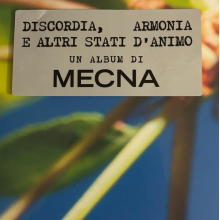 DISCORDIA, ARMONIA
E ALTRI STATI D'ANIMO
UN ALBUM DI
MECNA